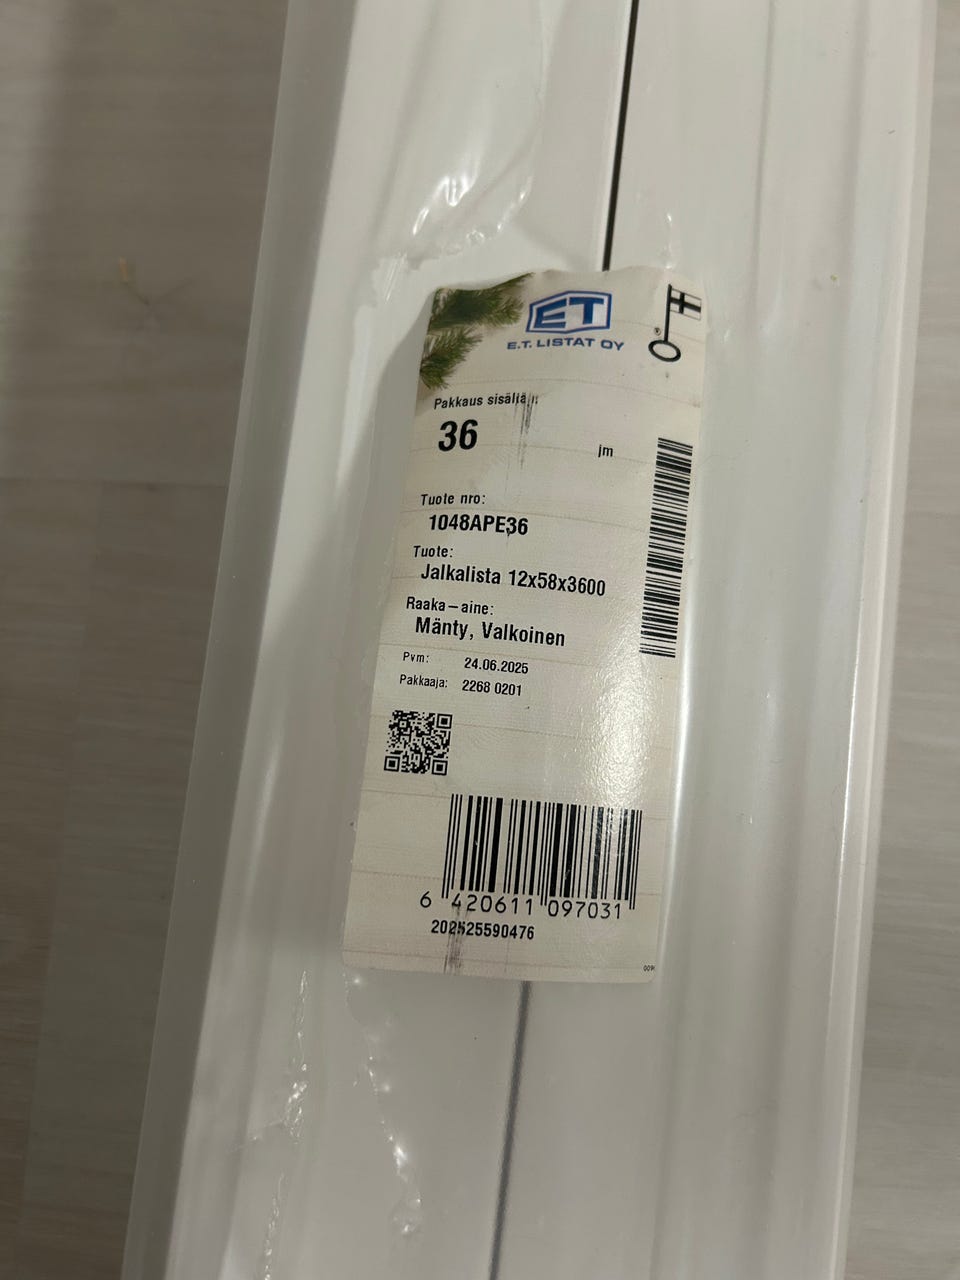 ET
E.T. LISTAT OY
®
Pakkaus sisältää:
36 jm
Tuote nro:
1048APE36
Tuote:
Jalkalista 12x58x3600
Raaka-aine:
Mänty, Valkoinen
Pvm: 24.06.2025
Pakkaaja: 2268 0201
6 420611 097031
202525590476